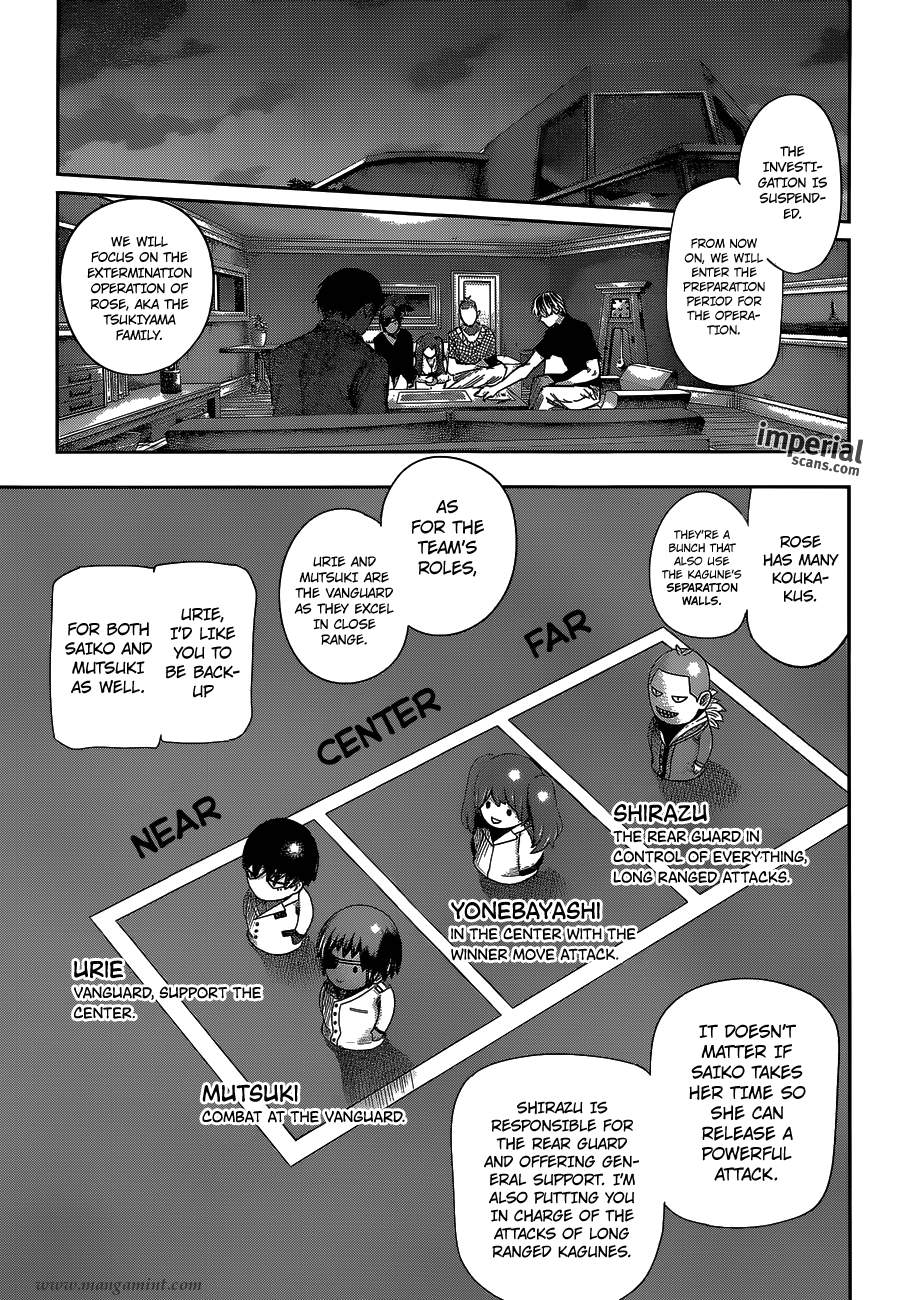 THE
INVESTI-
GATION IS
SUSPEND-
ED.
FROM NOW
ON, WE WILL
ENTER THE
PREPARATION
PERIOD FOR
THE
OPERA-
TION.
WE WILL
FOCUS ON THE
EXTERMINATION
OPERATION OF
ROSE, AKA THE
TSUKIYAMA
FAMILY.
imperial
scans.com
ROSE
HAS MANY
KOUKA-
KUS.
THEY'RE A
BUNCH THAT
ALSO USE
THE KAGUNE'S
SEPARATION
WALLS.
AS
FOR THE
TEAM'S
ROLES,
URIE AND
MUTSUKI ARE
THE VANGUARD
AS THEY EXCEL
IN CLOSE
RANGE.
URIE,
I'D LIKE
YOU TO
BE BACK-
UP
FOR BOTH
SAIKO AND
MUTSUKI
AS WELL.
FAR
CENTER
NEAR
SHIRAZU
THE REAR GUARD IN
CONTROL OF EVERYTHING,
LONG RANGED ATTACKS.
YONEBAYASHI
IN THE CENTER WITH THE
WINNER MOVE ATTACK.
URIE
VANGUARD, SUPPORT THE
CENTER.
MUTSUKI
COMBAT AT THE VANGUARD.
IT DOESN'T
MATTER IF
SAIKO TAKES
HER TIME SO
SHE CAN
RELEASE A
POWERFUL
ATTACK.
SHIRAZU IS
RESPONSIBLE FOR
THE REAR GUARD
AND OFFERING GEN-
ERAL SUPPORT. I'M
ALSO PUTTING YOU
IN CHARGE OF THE
ATTACKS OF LONG
RANGED KAGUNES.
www.mangamint.com